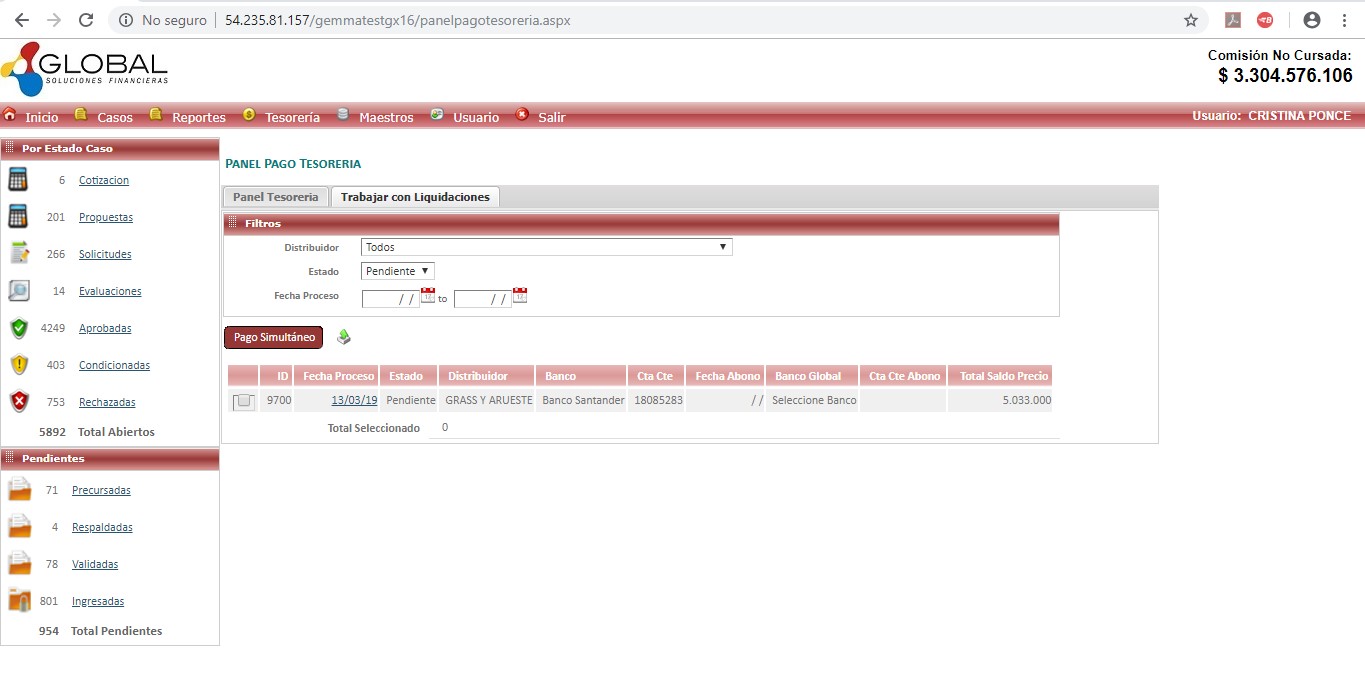 No seguro | 54.235.81.157/gemmatestgx16/panelpagotesoreria.aspx
GLOBAL
SOLUCIONES FINANCIERAS
Comisión No Cursada:
$ 3.304.576.106
Inicio Casos Reportes Tesorería Maestros Usuario Salir Usuario: CRISTINA PONCE
Por Estado Caso
6 Cotizacion
201 Propuestas
266 Solicitudes
14 Evaluaciones
4249 Aprobadas
403 Condicionadas
753 Rechazadas
5892 Total Abiertos
Pendientes
71 Precursadas
4 Respaldadas
78 Validadas
801 Ingresadas
954 Total Pendientes
PANEL PAGO TESORERIA
Panel Tesoreria Trabajar con Liquidaciones
Filtros
Distribuidor Todos
Estado Pendiente
Fecha Proceso / / to / /
Pago Simultáneo
ID Fecha Proceso Estado Distribuidor Banco Cta Cte Fecha Abono Banco Global Cta Cte Abono Total Saldo Precio
9700 13/03/19 Pendiente GRASS Y ARUESTE Banco Santander 18085283 / / Seleccione Banco 5.033.000
Total Seleccionado 0